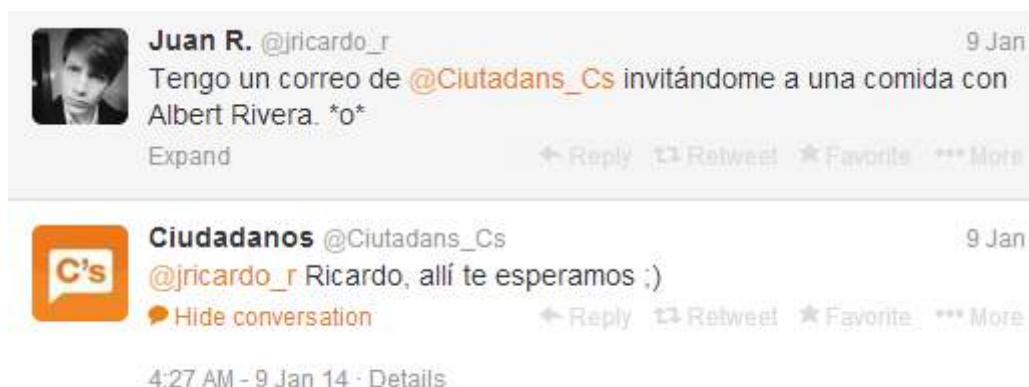 Juan R. @jricardo_r 9 Jan
Tengo un correo de @Ciutadans_Cs invitándome a una comida con
Albert Rivera. *o*
Expand Reply Retweet Favorite More
C's
Ciudadanos @Ciutadans_Cs 9 Jan
@jricardo_r Ricardo, allí te esperamos ;)
Hide conversation Reply Retweet Favorite More
4:27 AM - 9 Jan 14 · Details